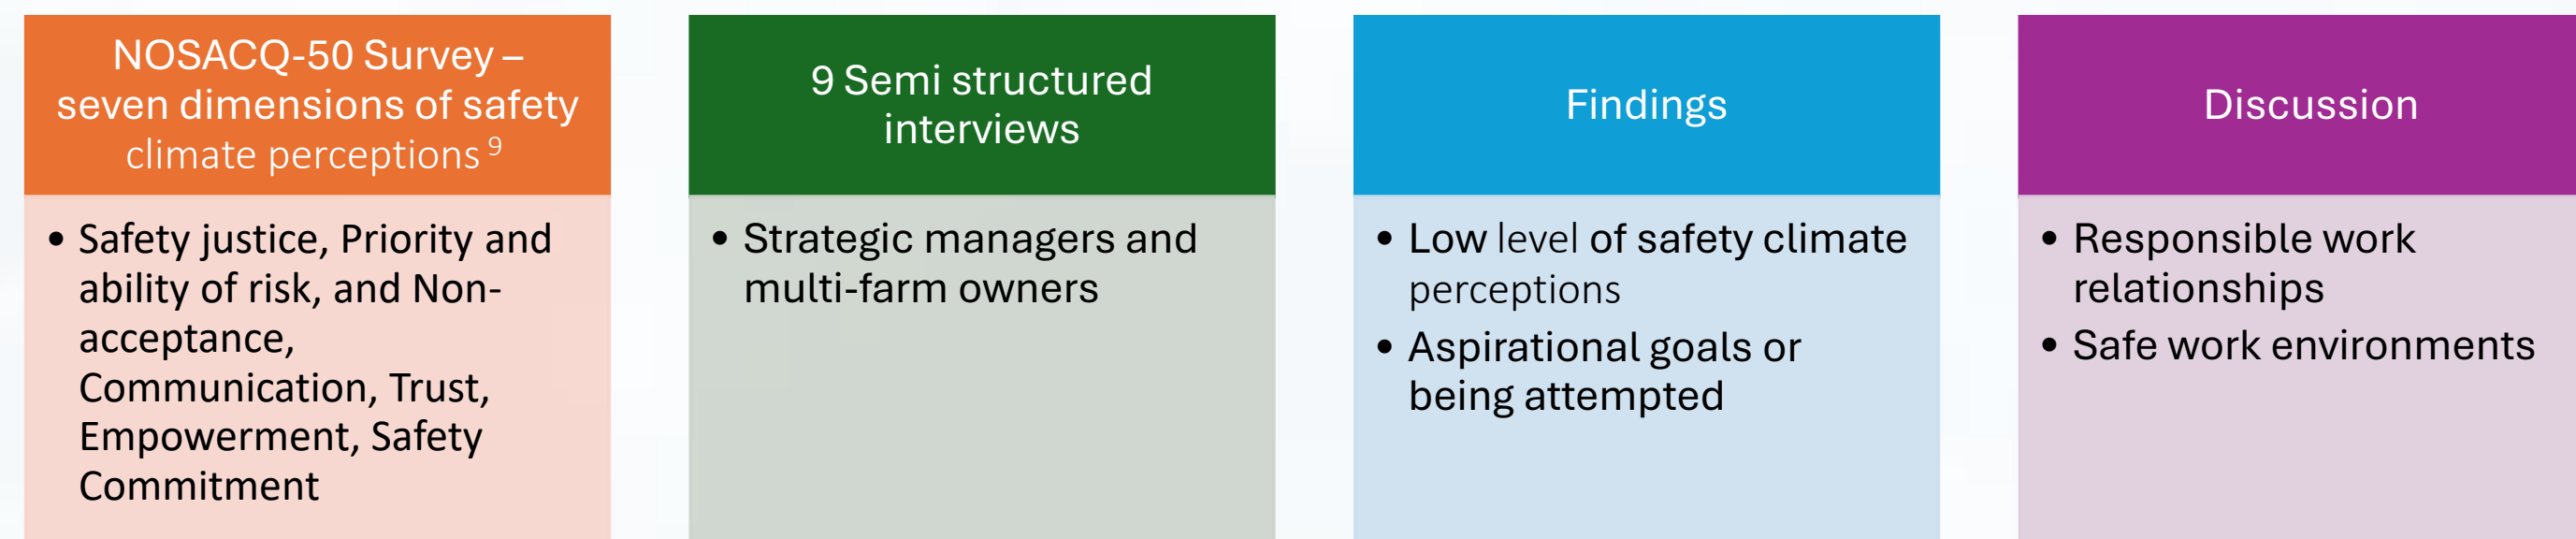 NOSACQ-50 Survey –
seven dimensions of safety
climate perceptions 9
• Safety justice, Priority and
ability of risk, and Non-
acceptance,
Communication, Trust,
Empowerment, Safety
Commitment
9 Semi structured
interviews
• Strategic managers and
multi-farm owners
Findings
• Low level of safety climate
perceptions
• Aspirational goals or
being attempted
Discussion
• Responsible work
relationships
• Safe work environments